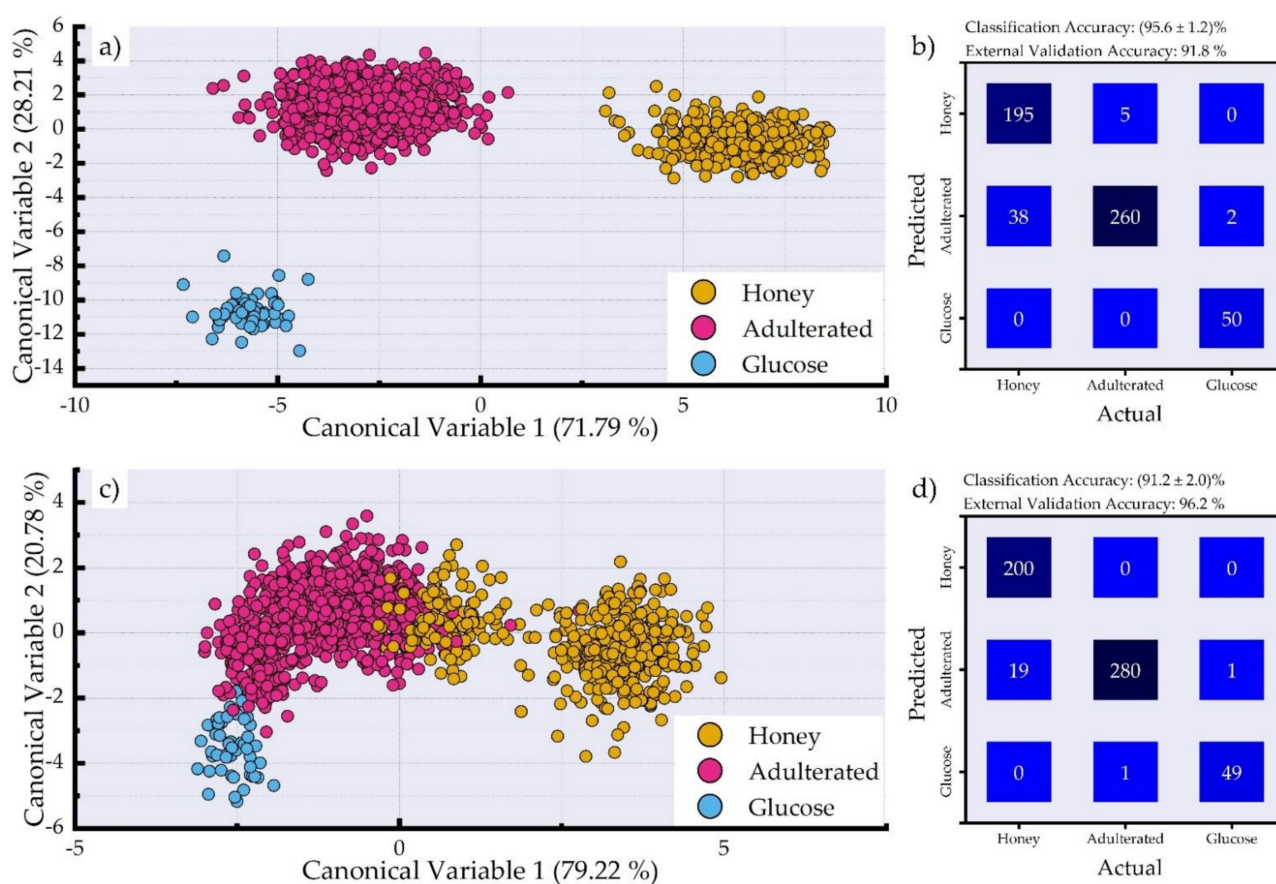 a)
Canonical Variable 2 (28.21 %)
6
4
2
0
-2
-4
-6
-8
-10
-12
-14
Honey
Adulterated
Glucose
-10
-5
0
5
10
Canonical Variable 1 (71.79 %)
b)
Classification Accuracy: (95.6 ± 1.2)%
External Validation Accuracy: 91.8 %
Predicted
Honey
195
5
0
Adulterated
38
260
2
Glucose
0
0
50
Honey
Adulterated
Glucose
Actual
c)
Canonical Variable 2 (20.78 %)
4
2
0
-2
-4
-6
Honey
Adulterated
Glucose
-5
0
5
Canonical Variable 1 (79.22 %)
d)
Classification Accuracy: (91.2 ± 2.0)%
External Validation Accuracy: 96.2 %
Predicted
Honey
200
0
0
Adulterated
19
280
1
Glucose
0
1
49
Honey
Adulterated
Glucose
Actual